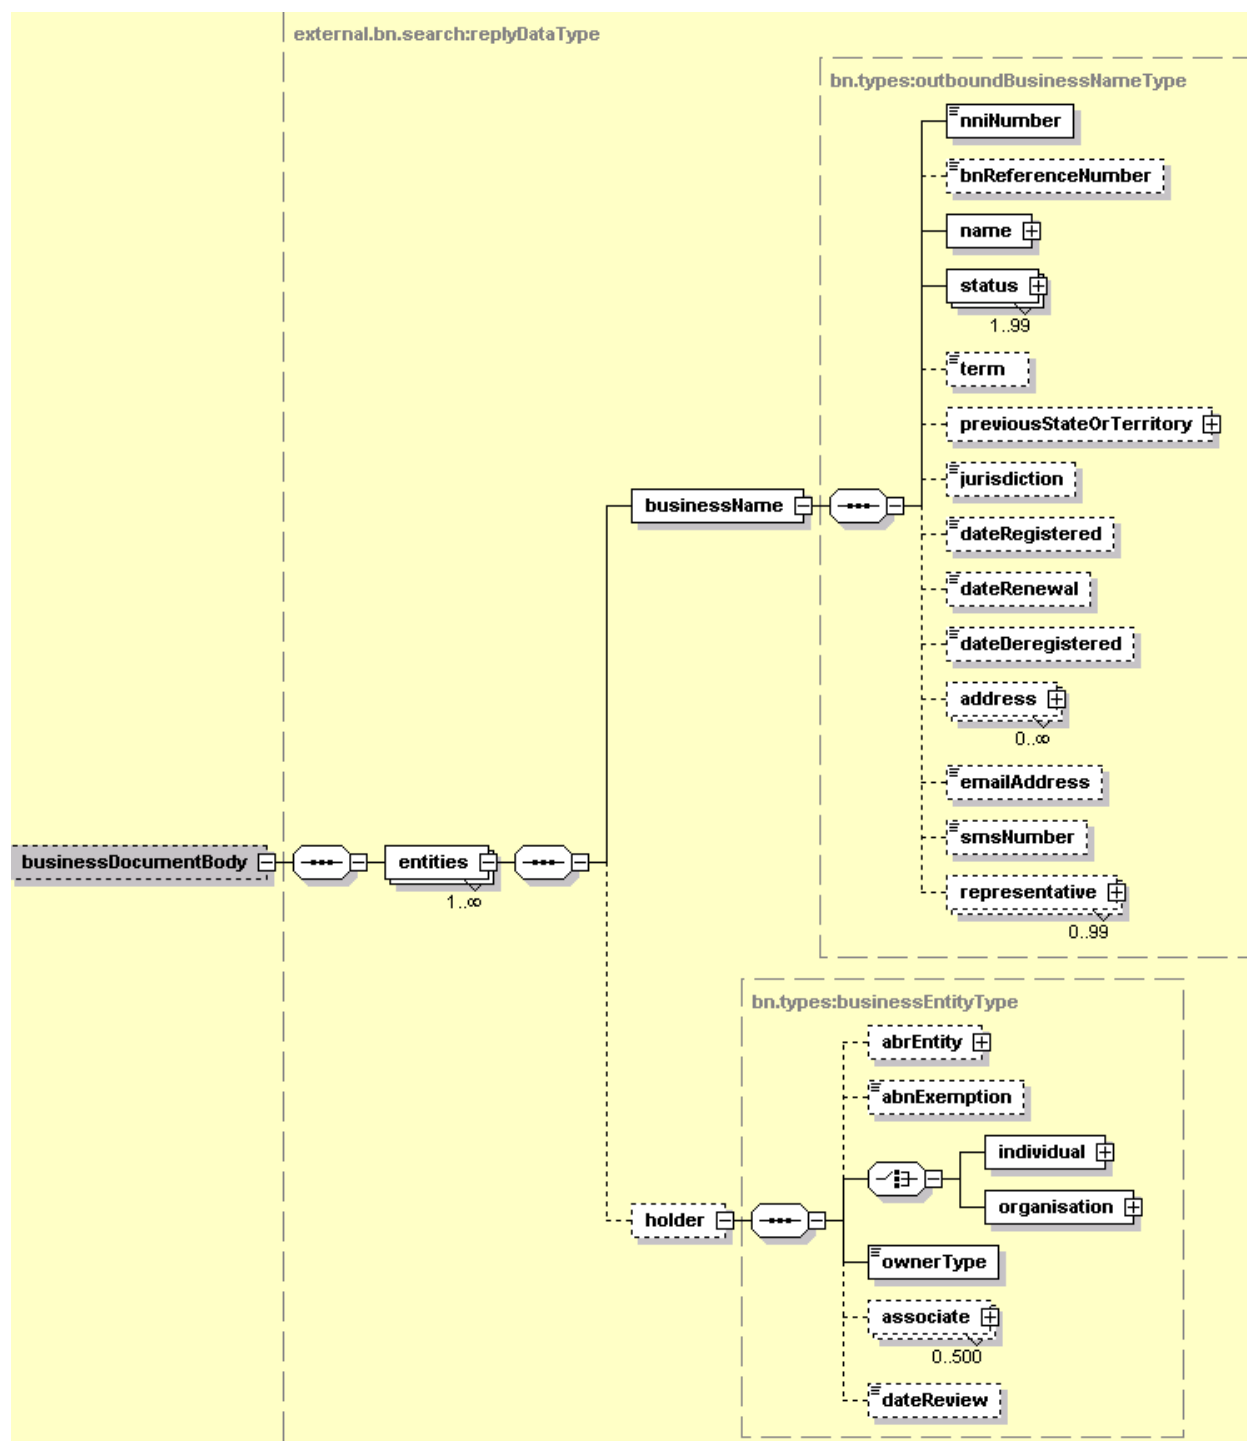 external.bn.search:replyDataType
bn.types:outboundBusinessNameType
nniNumber
bnReferenceNumber
name
status
1..99
term
previousStateOrTerritory
jurisdiction
businessName
dateRegistered
dateRenewal
dateDeregistered
address
0..∞
emailAddress
smsNumber
businessDocumentBody
entities
1..∞
representative
0..99
bn.types:businessEntityType
abrEntity
abnExemption
individual
organisation
holder
ownerType
associate
0..500
dateReview